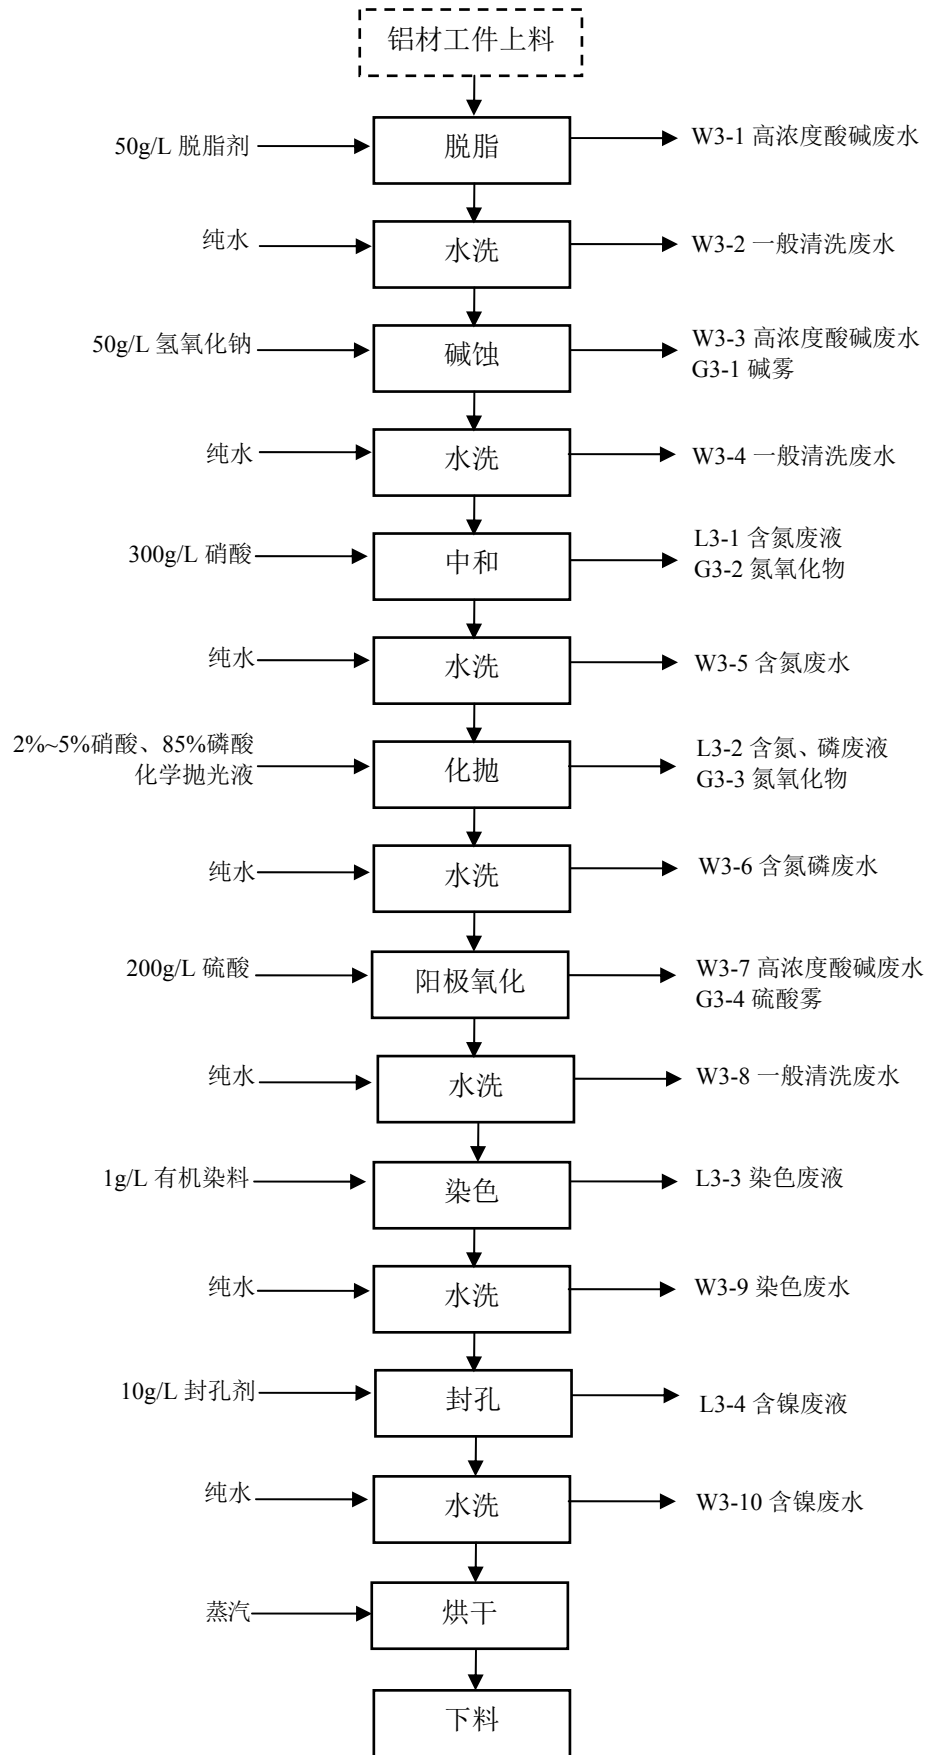 铝材工件上料
50g/L 脱脂剂
脱脂
W3-1 高浓度酸碱废水
纯水
水洗
W3-2 一般清洗废水
50g/L 氢氧化钠
碱蚀
W3-3 高浓度酸碱废水
G3-1 碱雾
纯水
水洗
W3-4 一般清洗废水
300g/L 硝酸
中和
L3-1 含氮废液
G3-2 氮氧化物
纯水
水洗
W3-5 含氮废水
2%~5%硝酸、85%磷酸
化学抛光液
化抛
L3-2 含氮、磷废液
G3-3 氮氧化物
纯水
水洗
W3-6 含氮磷废水
200g/L 硫酸
阳极氧化
W3-7 高浓度酸碱废水
G3-4 硫酸雾
纯水
水洗
W3-8 一般清洗废水
1g/L 有机染料
染色
L3-3 染色废液
纯水
水洗
W3-9 染色废水
10g/L 封孔剂
封孔
L3-4 含镍废液
纯水
水洗
W3-10 含镍废水
蒸汽
烘干
下料